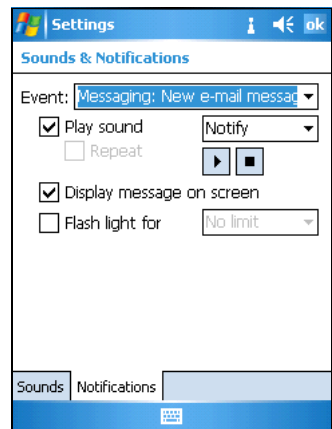 Settings ok
Sounds & Notifications
Event: Messaging: New e-mail messag
Play sound Notify
Repeat
Display message on screen
Flash light for No limit
Sounds Notifications